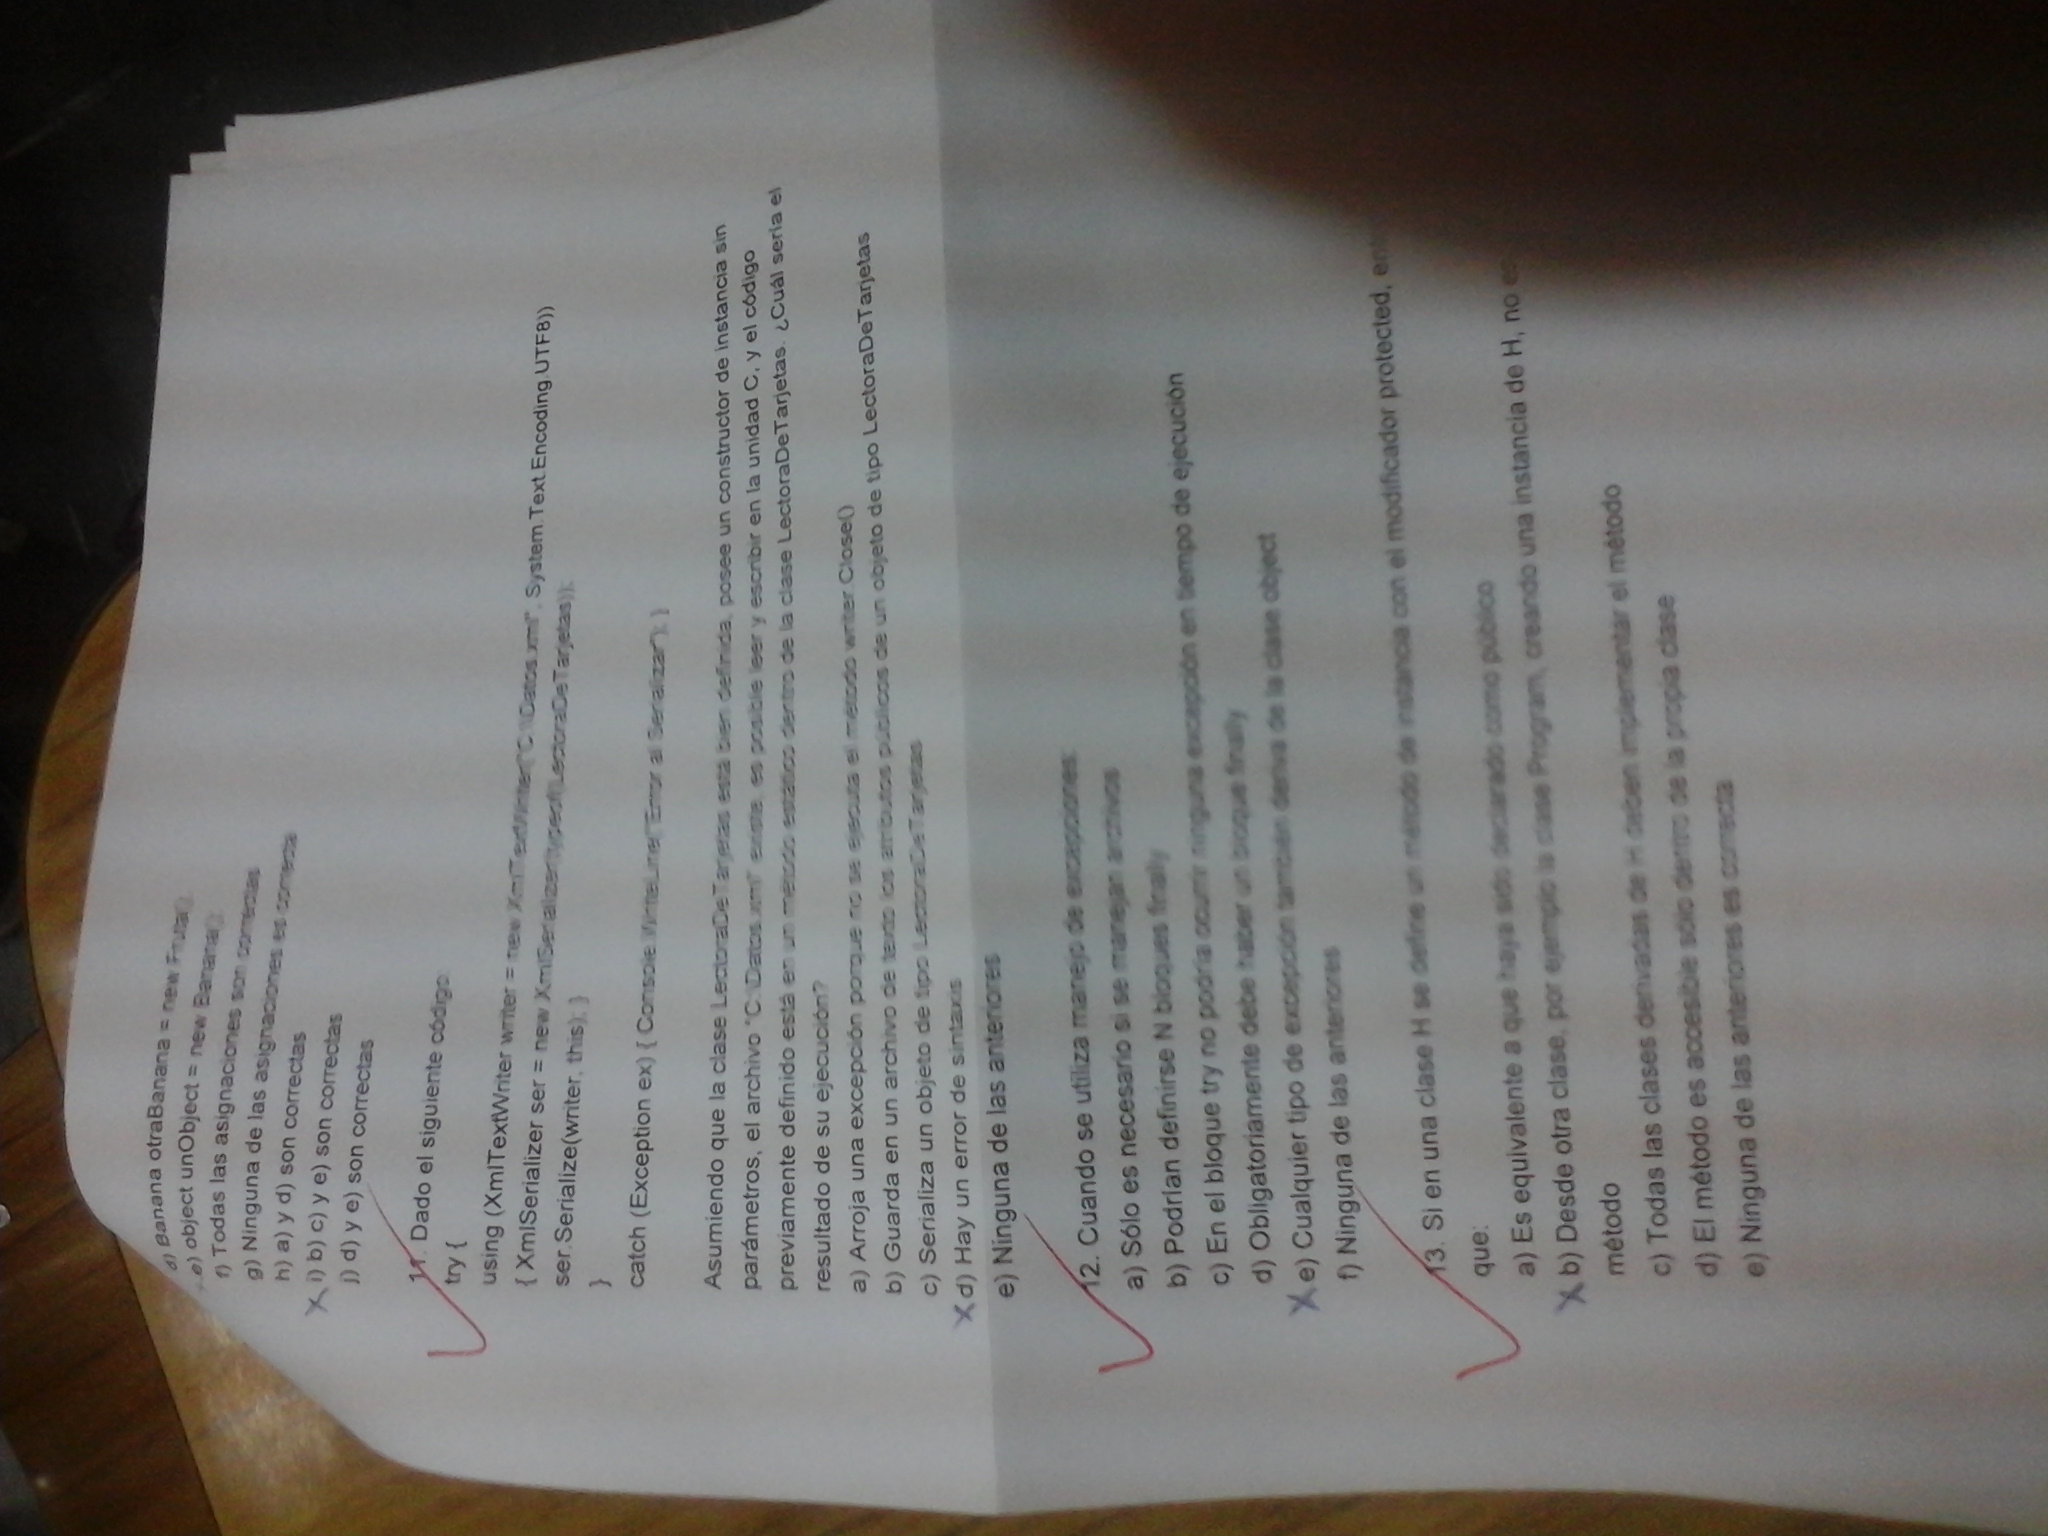 d) Banana otraBanana = new Fruta();
e) object unObject = new Banana();
f) Todas las asignaciones son correctas
g) Ninguna de las asignaciones es correcta
h) a) y d) son correctas
X i) b) c) y e) son correctas
j) d) y e) son correctas
11. Dado el siguiente código:
try {
using (XmlTextWriter writer = new XmlTextWriter("C:\Datos.xml", System.Text.Encoding.UTF8))
{ XmlSerializer ser = new XmlSerializer(typeof(LectoraDeTarjetas));
ser.Serialize(writer, this); }
}
catch (Exception ex) { Console.WriteLine("Error al Serializar"); }
Asumiendo que la clase LectoraDeTarjetas está bien definida, posee un constructor de instancia sin
parámetros, el archivo "C:\Datos.xml" existe, es posible leer y escribir en la unidad C, y el código
previamente definido está en un método estático dentro de la clase LectoraDeTarjetas. ¿Cuál sería el
resultado de su ejecución?
a) Arroja una excepción porque no se ejecuta el método writer.Close()
b) Guarda en un archivo de texto los atributos públicos de un objeto de tipo LectoraDeTarjetas
c) Serializa un objeto de tipo LectoraDeTarjetas
X d) Hay un error de sintaxis
e) Ninguna de las anteriores
12. Cuando se utiliza manejo de excepciones:
a) Sólo es necesario si se manejan archivos
b) Podrían definirse N bloques finally
c) En el bloque try no podría ocurrir ninguna excepción en tiempo de ejecución
d) Obligatoriamente debe haber un bloque finally
X e) Cualquier tipo de excepción también deriva de la clase object
f) Ninguna de las anteriores
13. Si en una clase H se define un método de instancia con el modificador protected,
que:
a) Es equivalente a que haya sido declarado como público
X b) Desde otra clase, por ejemplo la clase Program, creando una instancia de H, no
método
c) Todas las clases derivadas de H deben implementar el método
d) El método es accesible sólo dentro de la propia clase
e) Ninguna de las anteriores es correcta